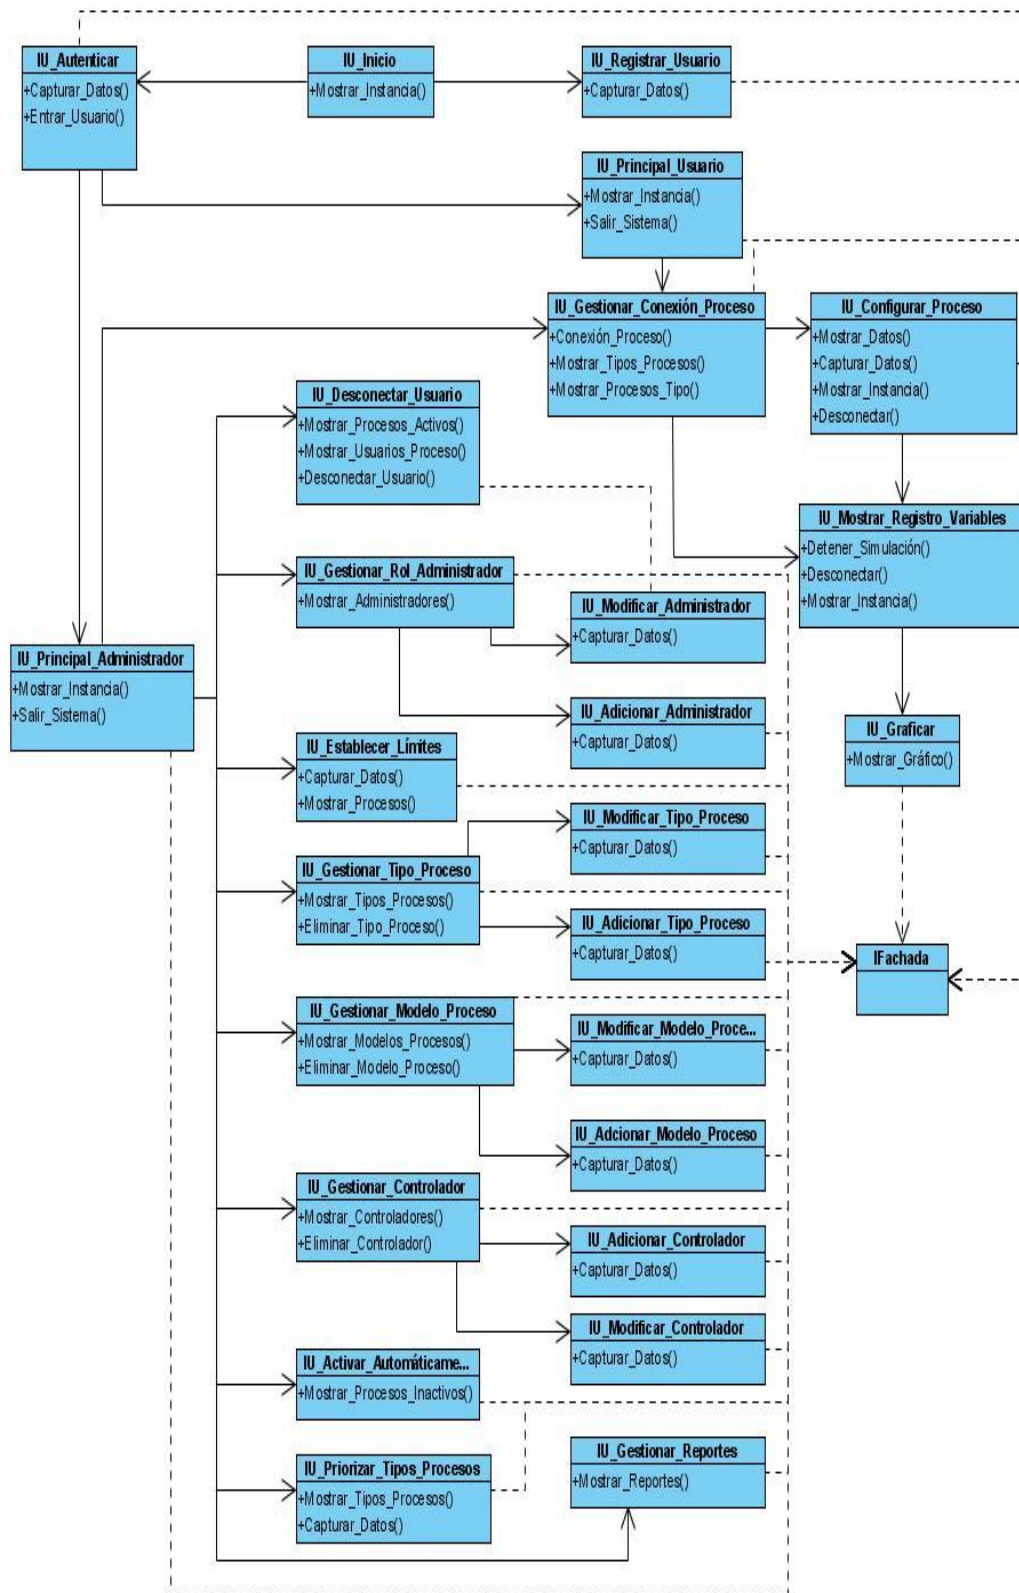 IU_Autenticar
+Capturar_Datos()
+Entrar_Usuario()
IU_Inicio
+Mostrar_Instancia()
IU_Registrar_Usuario
+Capturar_Datos()
IU_Principal_Usuario
+Mostrar_Instancia()
+Salir_Sistema()
IU_Gestionar_Conexión_Proceso
+Conexión_Proceso()
+Mostrar_Tipos_Procesos()
+Mostrar_Procesos_Tipo()
IU_Configurar_Proceso
+Mostrar_Datos()
+Capturar_Datos()
+Mostrar_Instancia()
+Desconectar()
IU_Desconectar_Usuario
+Mostrar_Procesos_Activos()
+Mostrar_Usuarios_Proceso()
+Desconectar_Usuario()
IU_Mostrar_Registro_Variables
+Detener_Simulación()
+Desconectar()
+Mostrar_Instancia()
IU_Gestionar_Rol_Administrador
+Mostrar_Administradores()
IU_Modificar_Administrador
+Capturar_Datos()
IU_Principal_Administrador
+Mostrar_Instancia()
+Salir_Sistema()
IU_Adicionar_Administrador
+Capturar_Datos()
IU_Establecer_Límites
+Capturar_Datos()
+Mostrar_Procesos()
IU_Graficar
+Mostrar_Gráfico()
IU_Modificar_Tipo_Proceso
+Capturar_Datos()
IU_Gestionar_Tipo_Proceso
+Mostrar_Tipos_Procesos()
+Eliminar_Tipo_Proceso()
IU_Adicionar_Tipo_Proceso
+Capturar_Datos()
IFachada
IU_Gestionar_Modelo_Proceso
+Mostrar_Modelos_Procesos()
+Eliminar_Modelo_Proceso()
IU_Modificar_Modelo_Proce...
+Capturar_Datos()
IU_Adcionar_Modelo_Proceso
+Capturar_Datos()
IU_Gestionar_Controlador
+Mostrar_Controladores()
+Eliminar_Controlador()
IU_Adicionar_Controlador
+Capturar_Datos()
IU_Modificar_Controlador
+Capturar_Datos()
IU_Activar_Automáticame...
+Mostrar_Procesos_Inactivos()
IU_Priorizar_Tipos_Procesos
+Mostrar_Tipos_Procesos()
+Capturar_Datos()
IU_Gestionar_Reportes
+Mostrar_Reportes()